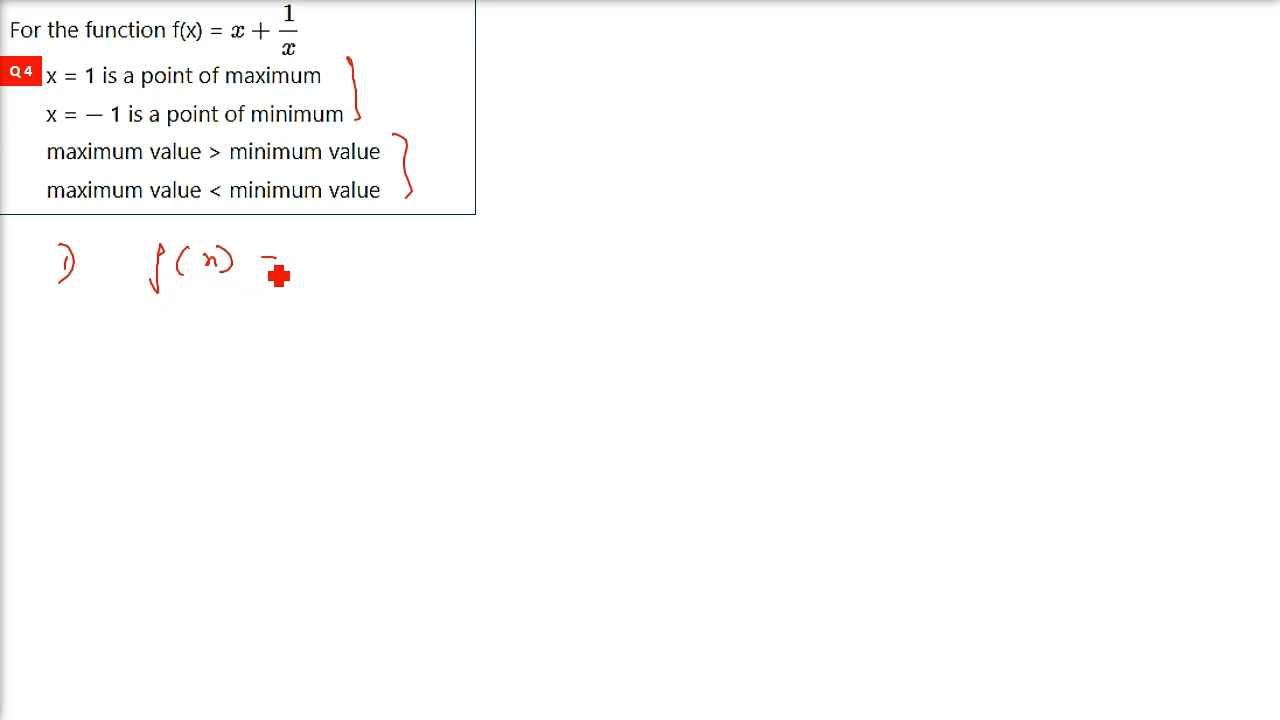 For the function f(x) = x + 1/x
Q4 x = 1 is a point of maximum
x = − 1 is a point of minimum
maximum value > minimum value
maximum value < minimum value
1) f(x) =